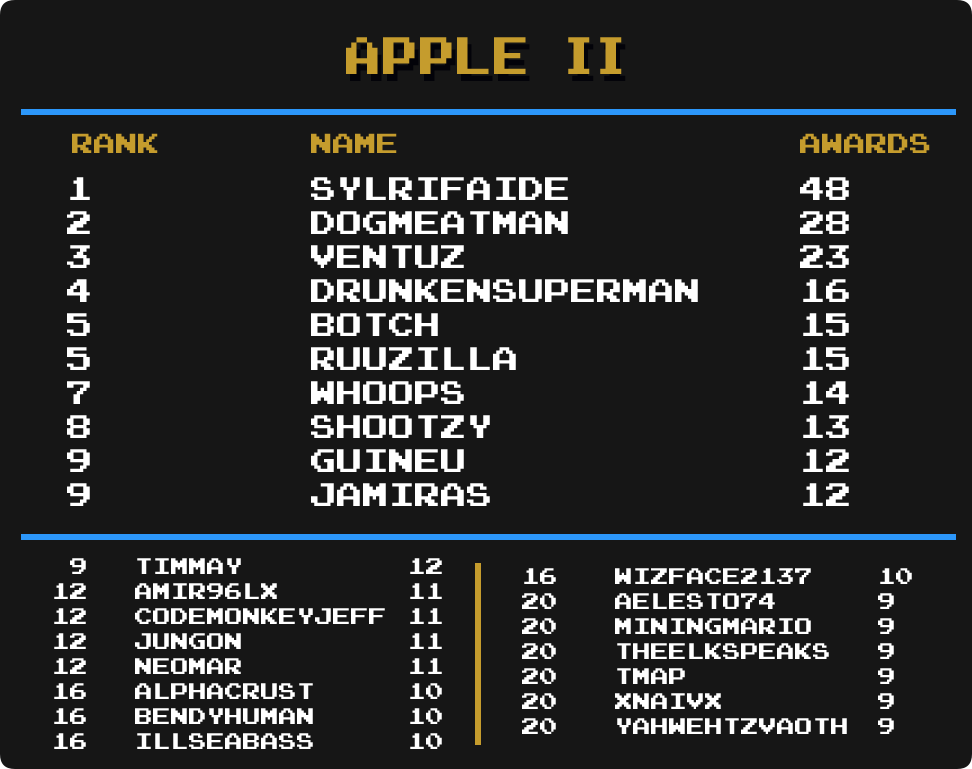 APPLE II
RANK NAME AWARDS
1 SYLRIFAIDE 48
2 DOGMEATMAN 28
3 VENTUZ 23
4 DRUNKENSUPERMAN 16
5 BOTCH 15
5 RUUZILLA 15
7 WHOOPS 14
8 SHOOTZY 13
9 GUINEU 12
9 JAMIRAS 12
9 TIMMAY 12
12 AMIR96LX 11
12 CODEMONKEYJEFF 11
12 JUNGON 11
12 NEOMAR 11
16 ALPHACRUST 10
16 BENDYHUMAN 10
16 ILLSEABASS 10
16 WIZFACE2137 10
20 AELESTO74 9
20 MININGMARIO 9
20 THEELKSPEAKS 9
20 TMAP 9
20 XNAIVX 9
20 YAHWEHTZVAOTH 9